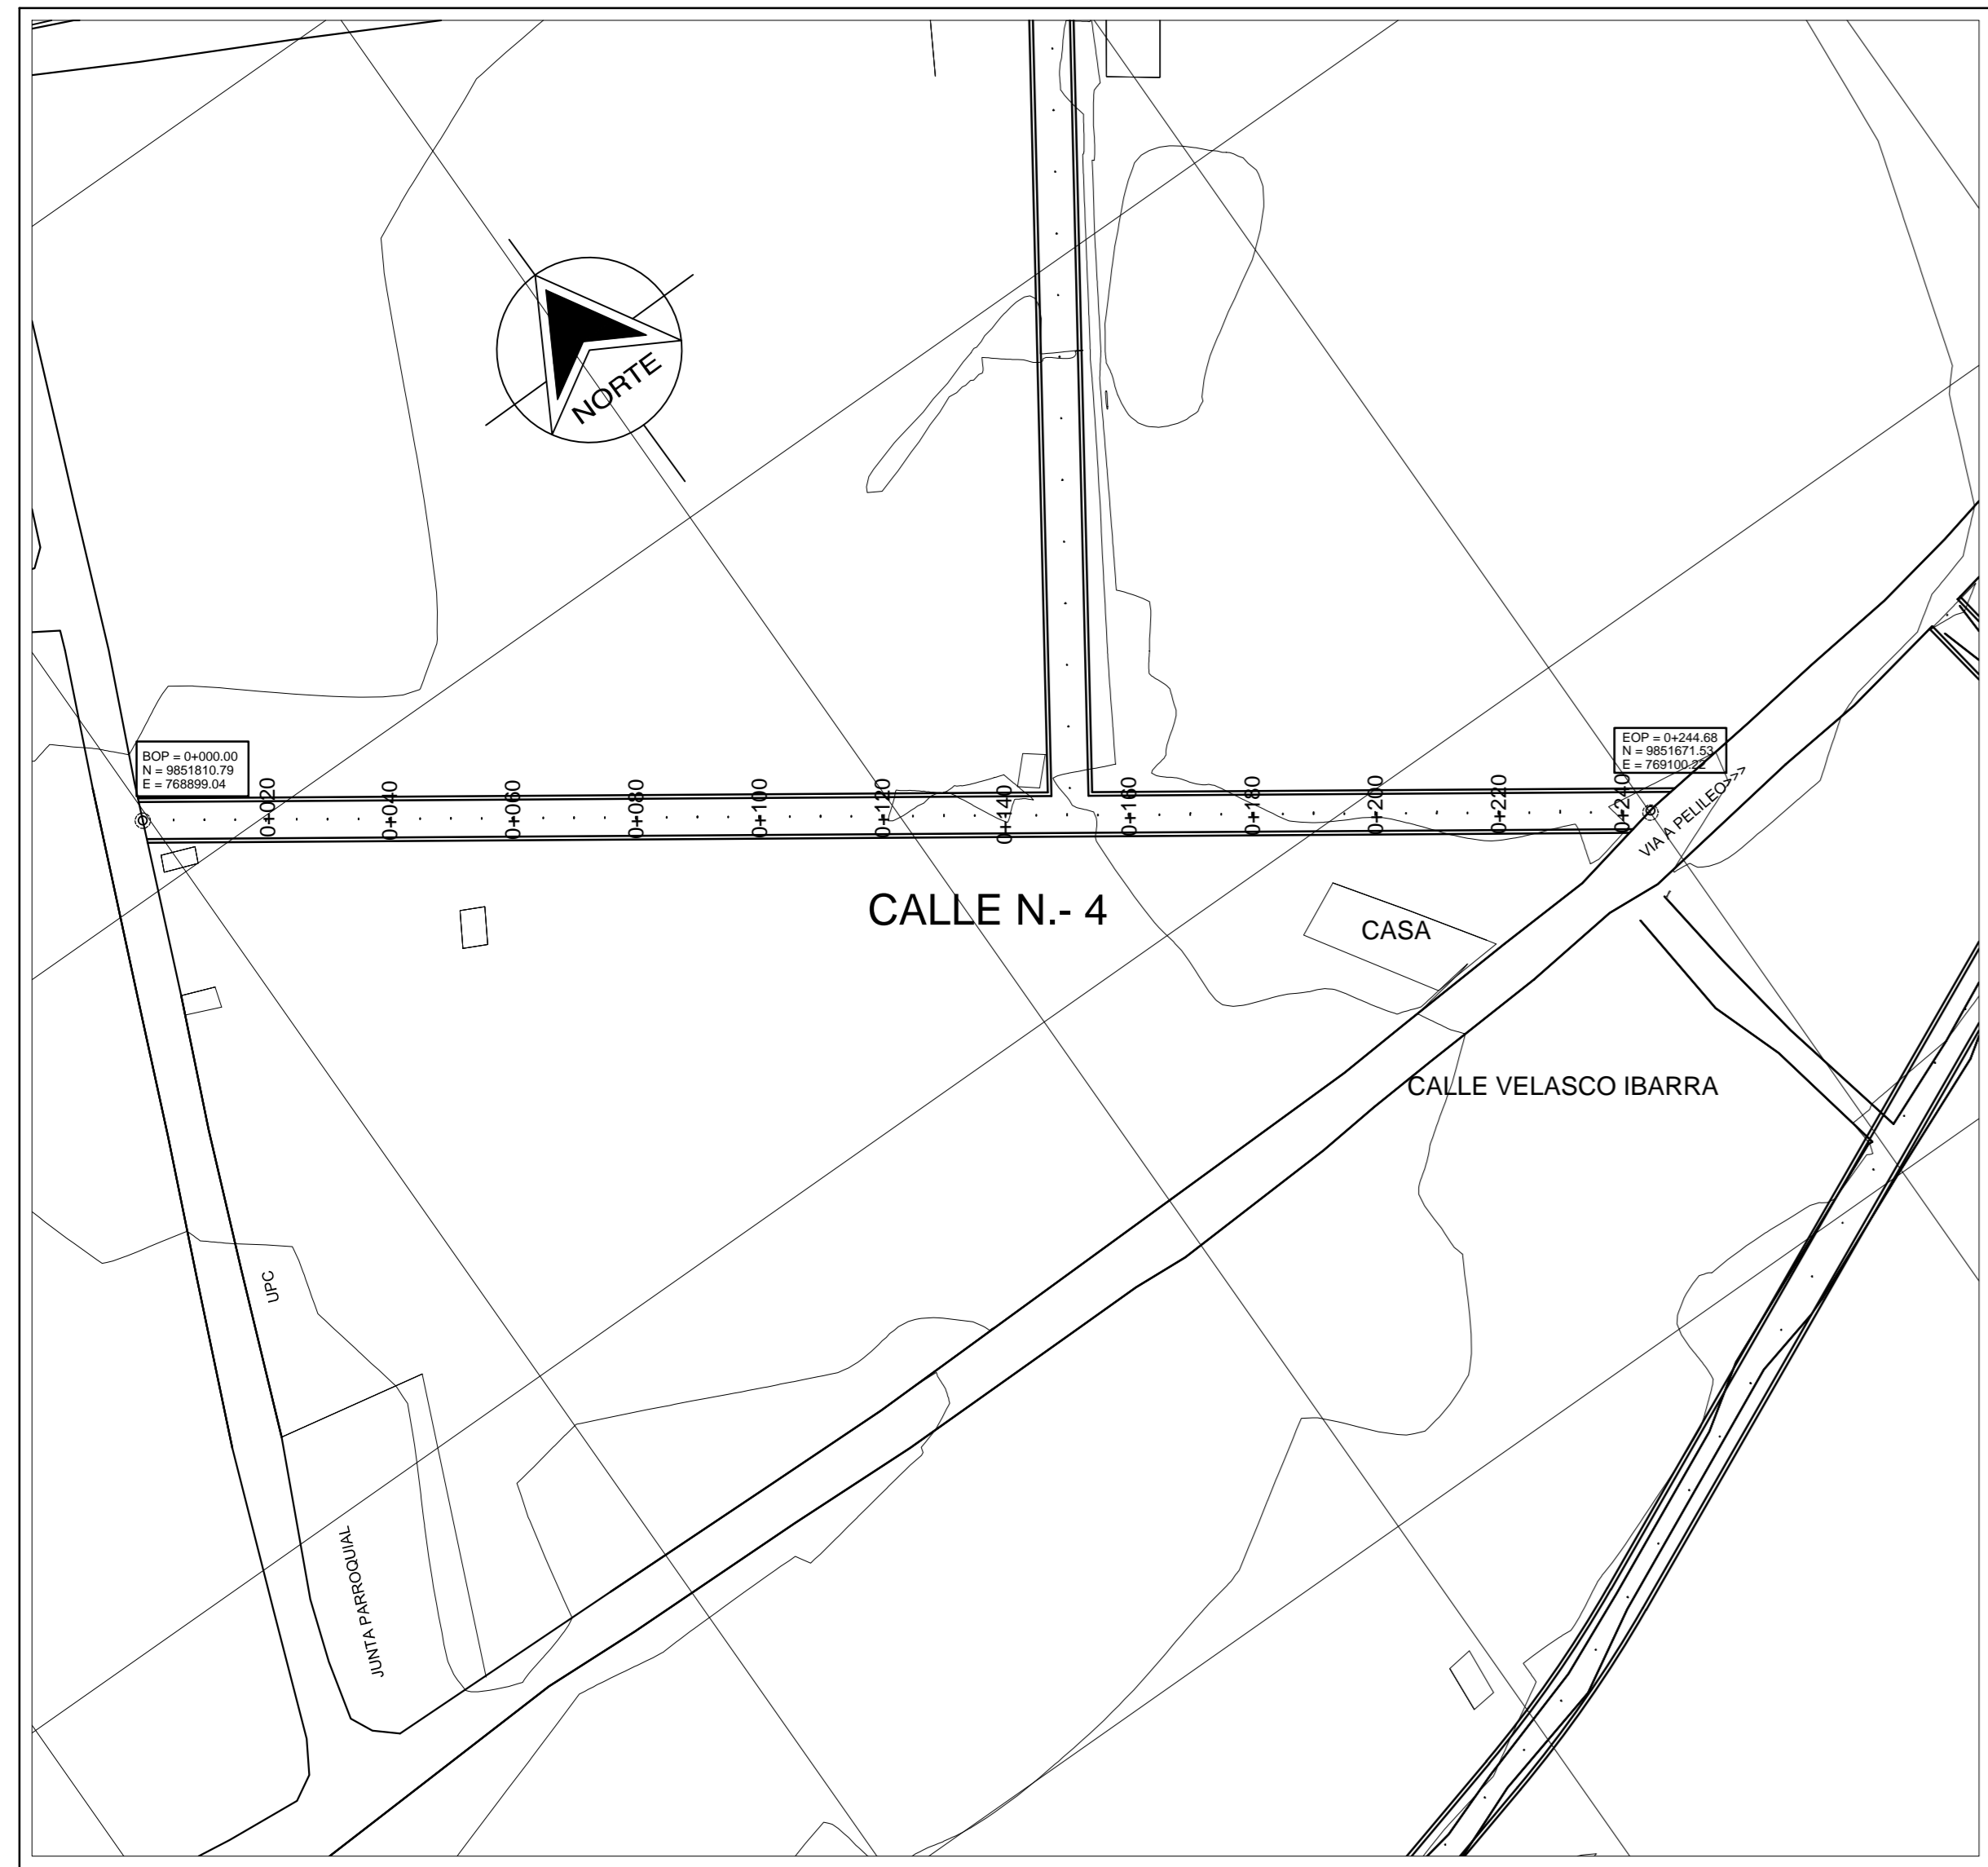 NORTE
BOP = 0+000.00
N = 9851810.79
E = 768899.04
EOP = 0+244.68
N = 9851671.53
E = 769100.22
0+020
0+040
0+060
0+080
0+100
0+120
0+140
0+160
0+180
0+200
0+220
0+240
VIA A PELILEO>>>
CALLE N.- 4
CASA
CALLE VELASCO IBARRA
UPC
JUNTA PARROQUIAL